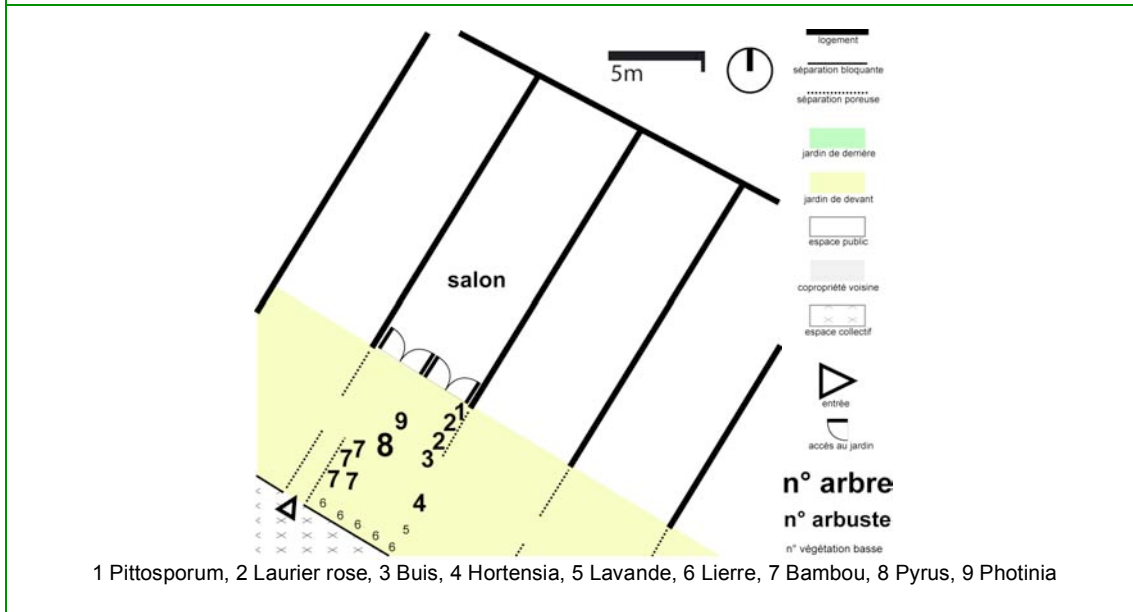 5m
logement
séparation bloquante
séparation poreuse
jardin de derrière
jardin de devant
espace public
copropriété voisine
espace collectif
entrée
accès au jardin
n° arbre
n° arbuste
n° végétation basse
salon
1
9 2
8 2
7 3
7
7 7
4
6
6
6 5
6
6
6
1 Pittosporum, 2 Laurier rose, 3 Buis, 4 Hortensia, 5 Lavande, 6 Lierre, 7 Bambou, 8 Pyrus, 9 Photinia